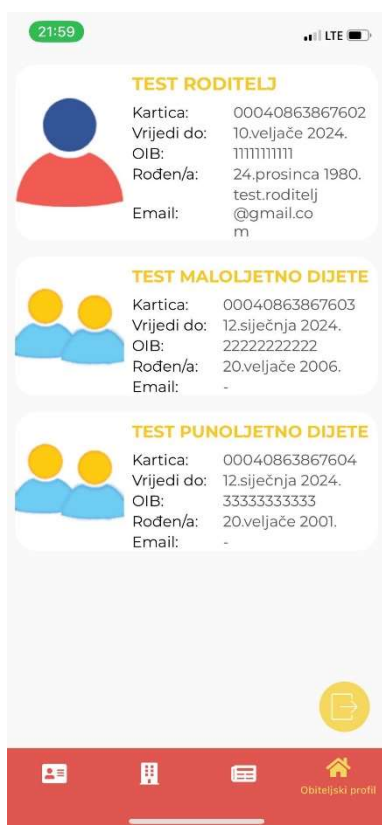 21:59 LTE
TEST RODITELJ
Kartica: 00040863867602
Vrijedi do: 10.veljače 2024.
OIB: 11111111111
Rođen/a: 24.prosinca 1980.
test.roditelj
Email: @gmail.co
m
TEST MALOLJETNO DIJETE
Kartica: 00040863867603
Vrijedi do: 12.siječnja 2024.
OIB: 22222222222
Rođen/a: 20.veljače 2006.
Email: -
TEST PUNOLJETNO DIJETE
Kartica: 00040863867604
Vrijedi do: 12.siječnja 2024.
OIB: 33333333333
Rođen/a: 20.veljače 2001.
Email: -
Obiteljski profil